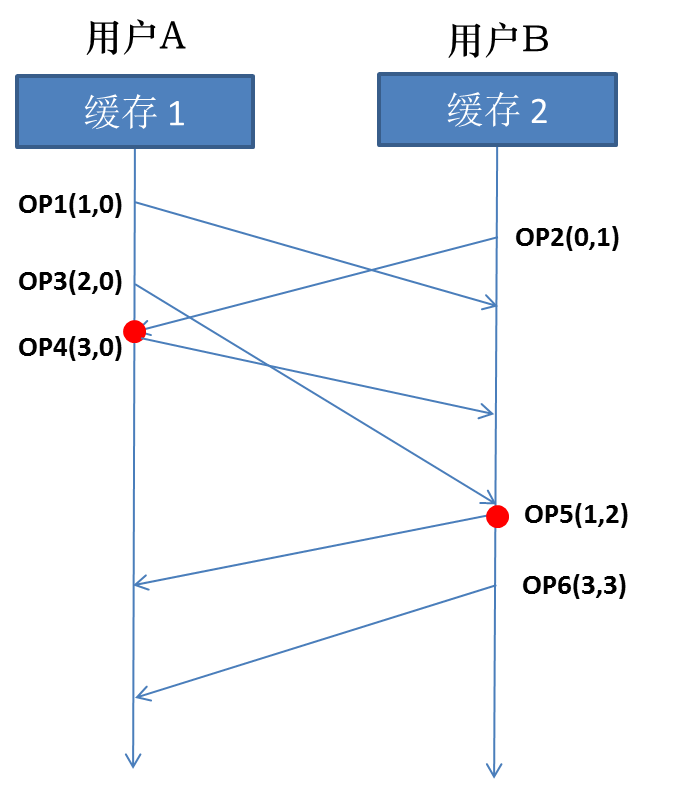 用户A
用户B
缓存 1
缓存 2
OP1(1,0)
OP2(0,1)
OP3(2,0)
OP4(3,0)
OP5(1,2)
OP6(3,3)